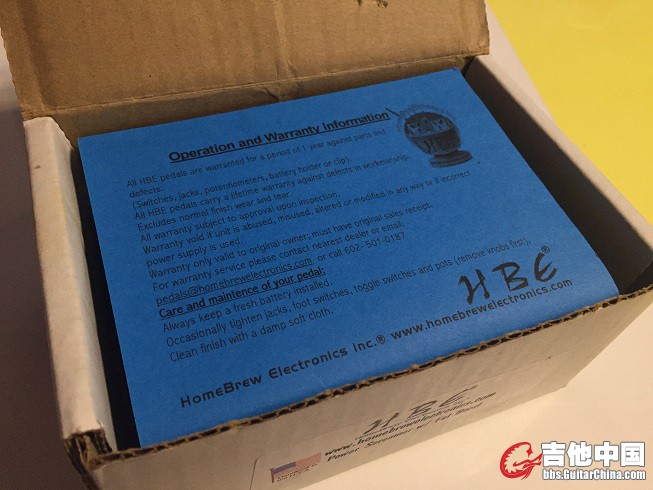 Operation and Warranty Information
All HBE pedals are warranted for a period of 1 year against parts and
defects:
(Switches, jacks, potentiometers, battery holder or clip).
All HBE pedals carry a lifetime warranty against defects in workmanship.
Excludes normal finish wear and tear.
All warranty subject to approval upon inspection.
Warranty void if unit is abused, misused, altered or modified in any way or if incorrect
power supply is used.
Warranty only valid to original owner; must have original sales receipt.
For warranty service please contact nearest dealer or email:
pedals@homebrewelectronics.com or call 602-501-0187
Care and maintence of your pedal:
Always keep a fresh battery installed.
Occasionally tighten jacks, foot switches, toggle switches and pots (remove knobs first).
Clean finish with a damp soft cloth.
HBE®
HomeBrew Electronics Inc.® www.homebrewelectronics.com
HBE
www.homebrewelectronics.com
Power Screamer w/ Fat Boost
吉他中国
bbs.GuitarChina.com